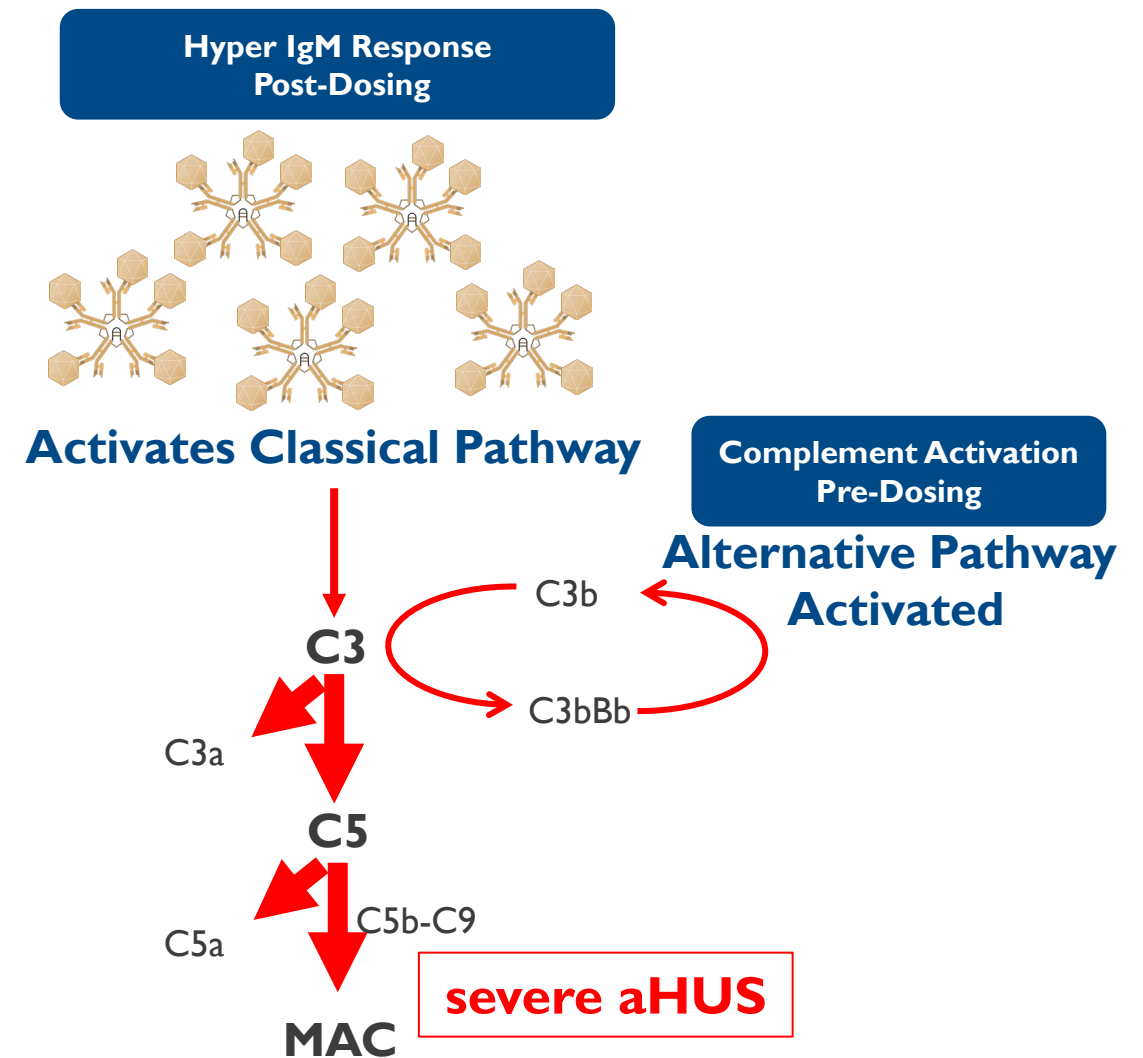 Hyper IgM Response
Post-Dosing
Activates Classical Pathway
Complement Activation
Pre-Dosing
Alternative Pathway
Activated
C3b
C3
C3bBb
C3a
C5
C5b-C9
C5a
severe aHUS
MAC